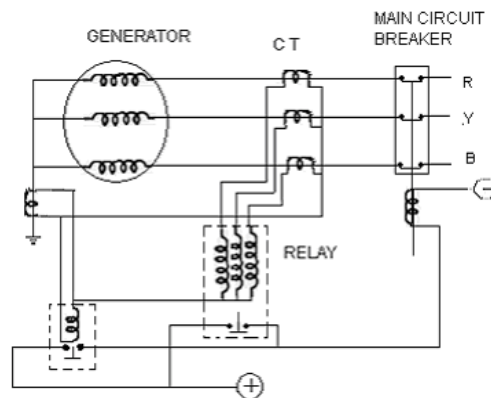 GENERATOR
C T
MAIN CIRCUIT
BREAKER
R
.Y
B
RELAY